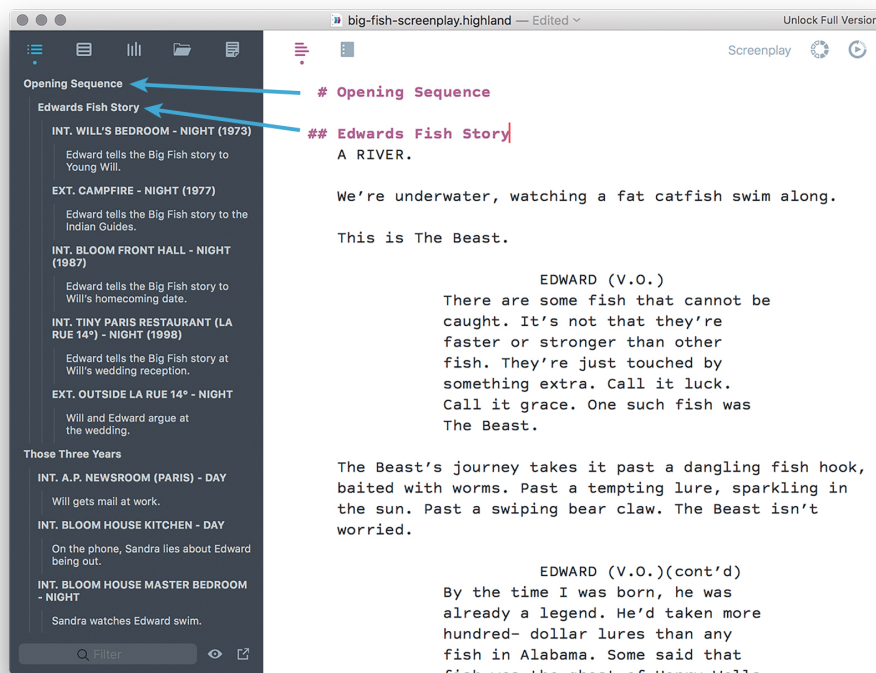 big-fish-screenplay.highland — Edited
Unlock Full Version
Screenplay
Opening Sequence
Edwards Fish Story
INT. WILL’S BEDROOM - NIGHT (1973)
Edward tells the Big Fish story to
Young Will.
EXT. CAMPFIRE - NIGHT (1977)
Edward tells the Big Fish story to the
Indian Guides.
INT. BLOOM FRONT HALL - NIGHT
(1987)
Edward tells the Big Fish story to
Will’s homecoming date.
INT. TINY PARIS RESTAURANT (LA
RUE 14°) - NIGHT (1998)
Edward tells the Big Fish story at
Will’s wedding reception.
EXT. OUTSIDE LA RUE 14° - NIGHT
Will and Edward argue at
the wedding.
Those Three Years
INT. A.P. NEWSROOM (PARIS) - DAY
Will gets mail at work.
INT. BLOOM HOUSE KITCHEN - DAY
On the phone, Sandra lies about Edward
being out.
INT. BLOOM HOUSE MASTER BEDROOM
- NIGHT
Sandra watches Edward swim.
Filter
# Opening Sequence
## Edwards Fish Story
A RIVER.
We’re underwater, watching a fat catfish swim along.
This is The Beast.
EDWARD (V.O.)
There are some fish that cannot be
caught. It’s not that they’re
faster or stronger than other
fish. They’re just touched by
something extra. Call it luck.
Call it grace. One such fish was
The Beast.
The Beast’s journey takes it past a dangling fish hook,
baited with worms. Past a tempting lure, sparkling in
the sun. Past a swiping bear claw. The Beast isn’t
worried.
EDWARD (V.O.)(cont’d)
By the time I was born, he was
already a legend. He’d taken more
hundred- dollar lures than any
fish in Alabama. Some said that